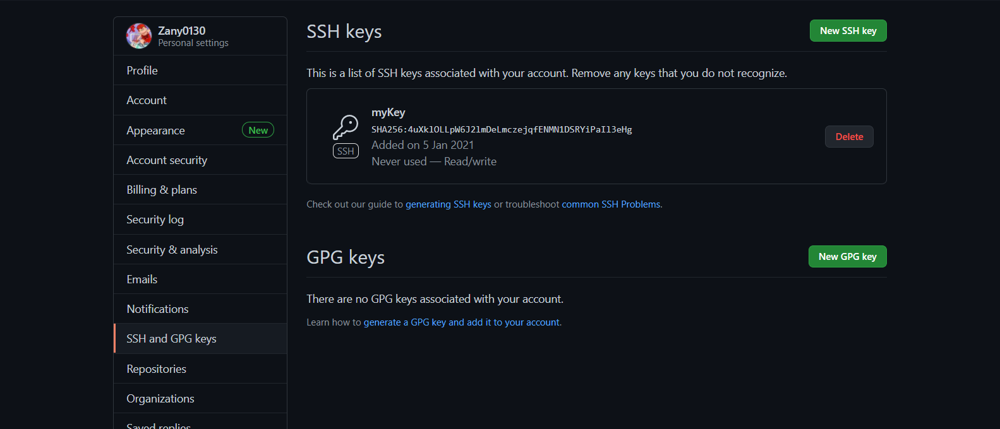 Zany0130
Personal settings
Profile
Account
Appearance New
Account security
Billing & plans
Security log
Security & analysis
Emails
Notifications
SSH and GPG keys
Repositories
Organizations
Saved replies
SSH keys
New SSH key
This is a list of SSH keys associated with your account. Remove any keys that you do not recognize.
myKey
SHA256:4uXklOLLpW6J2lmDeLmczejqfENMN1DSRYiPaIl3eHg
Added on 5 Jan 2021
Never used — Read/write
SSH
Delete
Check out our guide to generating SSH keys or troubleshoot common SSH Problems.
GPG keys
New GPG key
There are no GPG keys associated with your account.
Learn how to generate a GPG key and add it to your account.